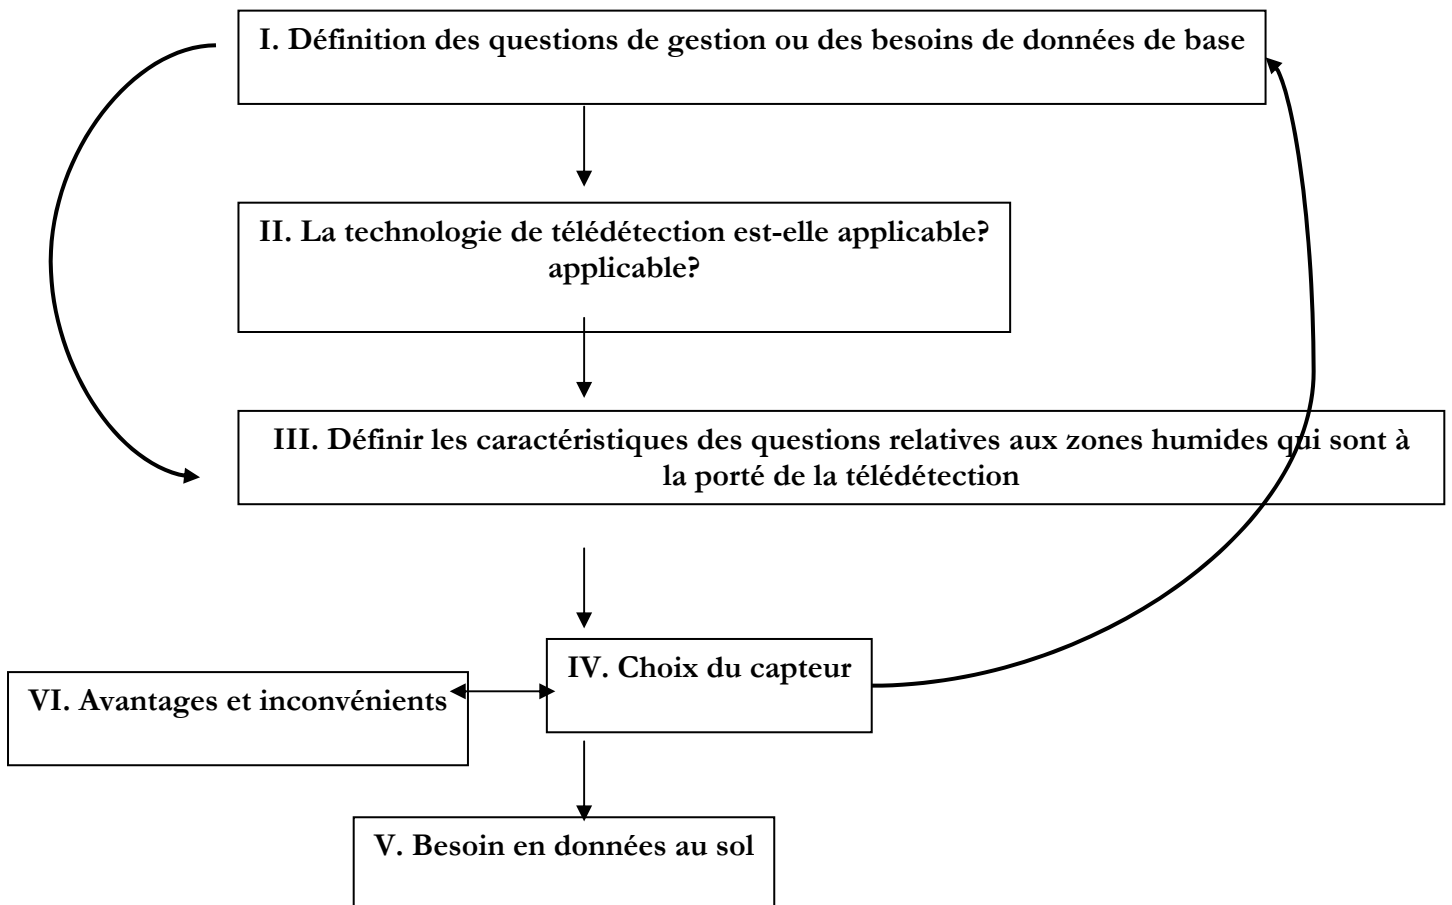 I. Définition des questions de gestion ou des besoins de données de base
II. La technologie de télédétection est-elle applicable?
applicable?
III. Définir les caractéristiques des questions relatives aux zones humides qui sont à
la porté de la télédétection
IV. Choix du capteur
VI. Avantages et inconvénients
V. Besoin en données au sol